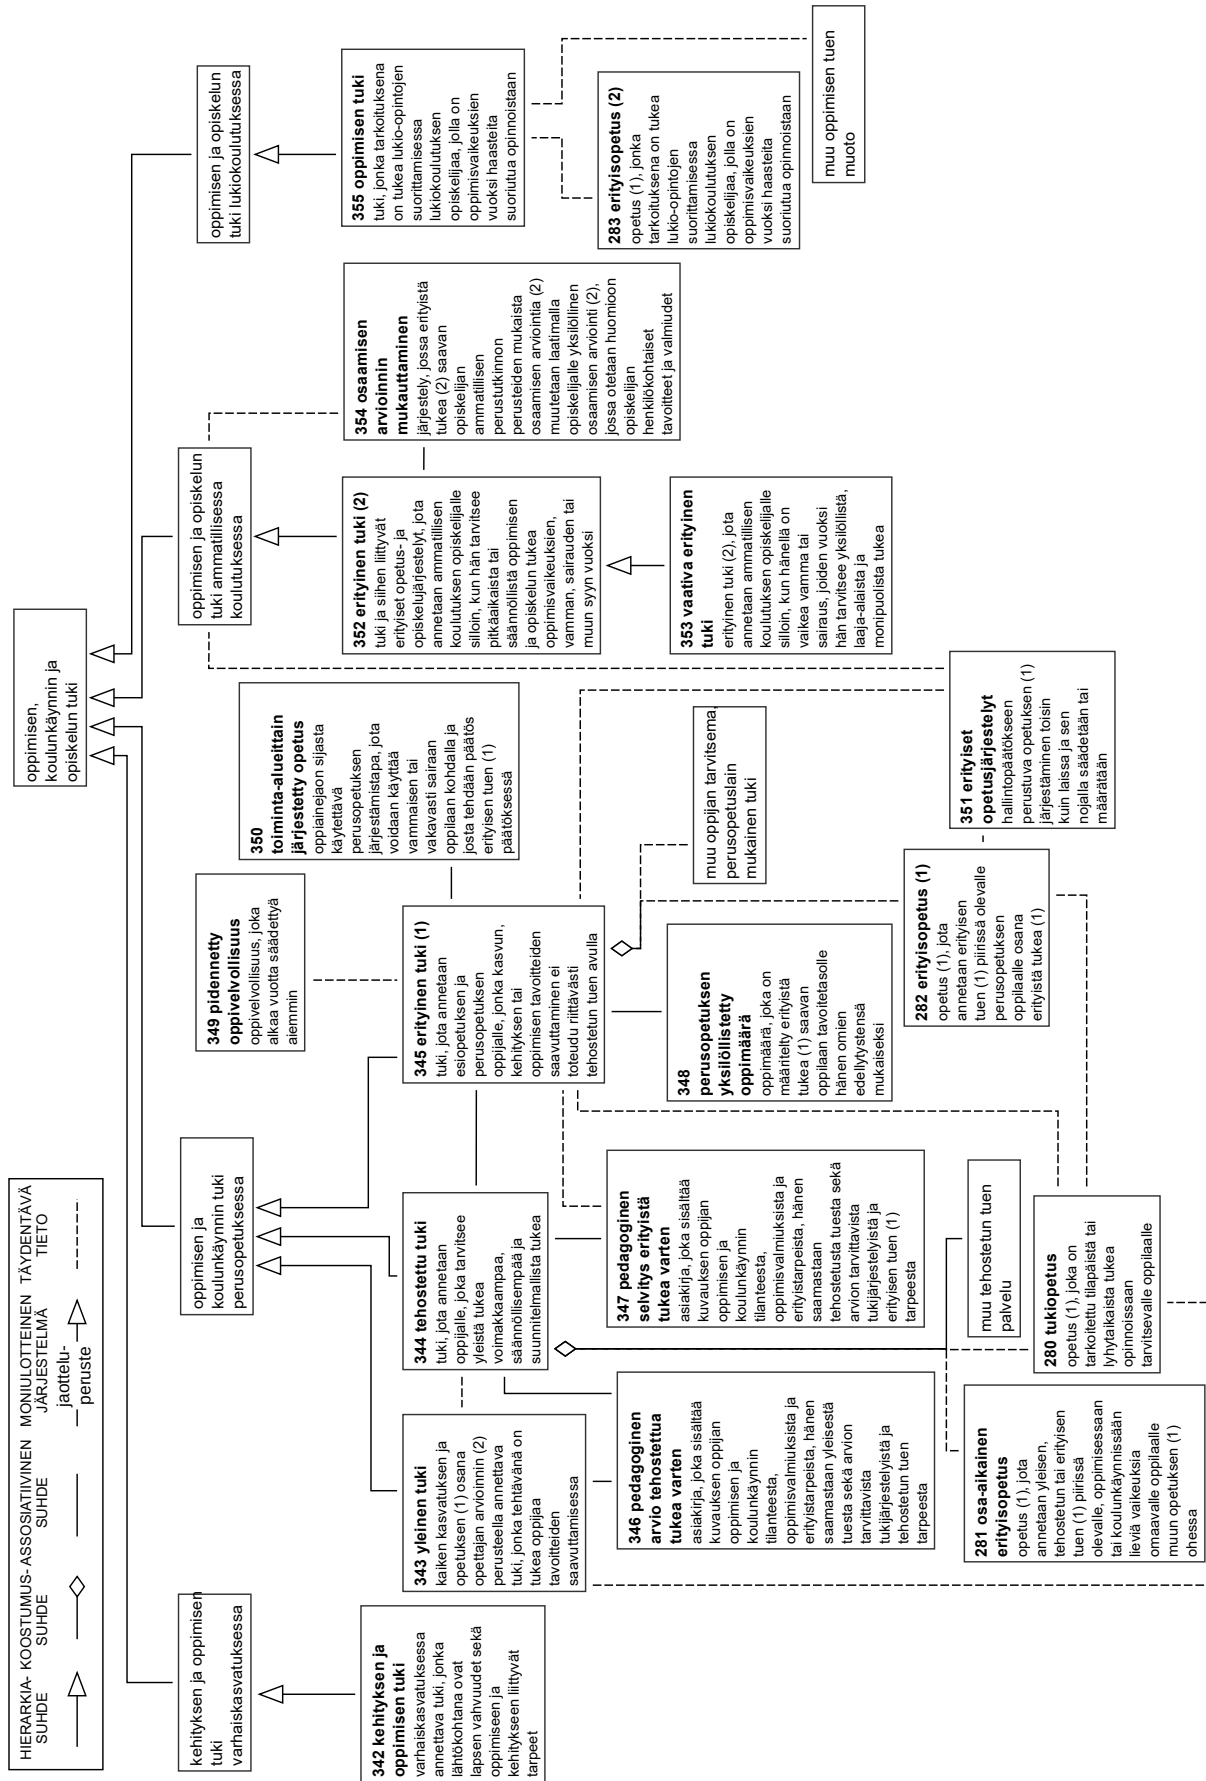 HIERARKIA- KOOSTUMUS- ASSOSIATIIVINEN MONIULOTTEINEN TÄYDENTÄVÄ
SUHDE SUHDE SUHDE JÄRJESTELMÄ TIETO
jaottelu-
peruste
oppimisen,
koulunkäynnin ja
opiskelun tuki
kehityksen ja oppimisen
tuki
varhaiskasvatuksessa
oppimisen ja
koulunkäynnin tuki
perusopetuksessa
oppimisen ja opiskelun
tuki ammatillisessa
koulutuksessa
oppimisen ja opiskelun
tuki lukiokoulutuksessa
342 kehityksen ja
oppimisen tuki
varhaiskasvatuksessa
annettava tuki, jonka
lähtökohtana ovat
lapsen vahvuudet sekä
oppimiseen ja
kehitykseen liittyvät
tarpeet
343 yleinen tuki
kaiken kasvatuksen ja
opetuksen (1) osana
opettajan arvioinnin (2)
perusteella annettava
tuki, jonka tehtävänä on
tukea oppijaa
tavoitteiden
saavuttamisessa
344 tehostettu tuki
tuki, jota annetaan
oppijalle, joka tarvitsee
yleistä tukea
voimakkaampaa,
säännöllisempää ja
suunnitelmallista tukea
345 erityinen tuki (1)
tuki, jota annetaan
esiopetuksen ja
perusopetuksen
oppijalle, jonka kasvun,
kehityksen tai
oppimisen tavoitteiden
saavuttaminen ei
toteudu riittävästi
tehostetun tuen avulla
349 pidennetty
oppivelvollisuus
oppivelvollisuus, joka
alkaa vuotta säädettyä
aiemmin
350
toiminta-alueittain
järjestetty opetus
oppiainejaon sijasta
käytettävä
perusopetuksen
järjestämistapa, jota
voidaan käyttää
vammaisen tai
vakavasti sairaan
oppilaan kohdalla ja
josta tehdään päätös
erityisen tuen (1)
päätöksessä
352 erityinen tuki (2)
tuki ja siihen liittyvät
erityiset opetus- ja
opiskelujärjestelyt, jota
annetaan ammatillisen
koulutuksen opiskelijalle
silloin, kun hän tarvitsee
pitkäaikaista tai
säännöllistä oppimisen
ja opiskelun tukea
oppimisvaikeuksien,
vamman, sairauden tai
muun syyn vuoksi
354 osaamisen
arvioinnin
mukauttaminen
järjestely, jossa erityistä
tukea (2) saavan
opiskelijan
ammatillisen
perustutkinnon
perusteiden mukaista
osaamisen arviointia (2)
muutetaan laatimalla
opiskelijalle yksilöllinen
osaamisen arviointi (2),
jossa otetaan huomioon
opiskelijan
henkilökohtaiset
tavoitteet ja valmiudet
355 oppimisen tuki
tuki, jonka tarkoituksena
on tukea lukio-opintojen
suorittamisessa
lukiokoulutuksen
opiskelijaa, jolla on
oppimisvaikeuksien
vuoksi haasteita
suoriutua opinnoistaan
346 pedagoginen
arvio tehostettua
tukea varten
asiakirja, joka sisältää
kuvauksen oppijan
oppimisen ja
koulunkäynnin
tilanteesta,
oppimisvalmiuksista ja
erityistarpeista, hänen
saamastaan yleisestä
tuesta sekä arvion
tarvittavista
tukijärjestelyistä ja
tehostetun tuen
tarpeesta
347 pedagoginen
selvitys erityistä
tukea varten
asiakirja, joka sisältää
kuvauksen oppijan
oppimisen ja
koulunkäynnin
tilanteesta,
oppimisvalmiuksista ja
erityistarpeista, hänen
saamastaan
tehostetusta tuesta sekä
arvion tarvittavista
tukijärjestelyistä ja
erityisen tuen (1)
tarpeesta
348
perusopetuksen
yksilöllistetty
oppimäärä
oppimäärä, joka on
määritelty erityistä
tukea (1) saavan
oppilaan tavoitetasolle
hänen omien
edellytystensä
mukaiseksi
muu oppijan tarvitsema,
perusopetuslain
mukainen tuki
353 vaativa erityinen
tuki
erityinen tuki (2), jota
annetaan ammatillisen
koulutuksen opiskelijalle
silloin, kun hänellä on
vaikea vamma tai
sairaus, joiden vuoksi
hän tarvitsee yksilöllistä,
laaja-alaista ja
monipuolista tukea
283 erityisopetus (2)
opetus (1), jonka
tarkoituksena on tukea
lukio-opintojen
suorittamisessa
lukiokoulutuksen
opiskelijaa, jolla on
oppimisvaikeuksien
vuoksi haasteita
suoriutua opinnoistaan
muu oppimisen tuen
muoto
281 osa-aikainen
erityisopetus
opetus (1), jota
annetaan yleisen,
tehostetun tai erityisen
tuen (1) piirissä
olevalle, oppimisessaan
tai koulunkäynnissään
lieviä vaikeuksia
omaavalle oppilaalle
muun opetuksen (1)
ohessa
280 tukiopetus
opetus (1), joka on
tarkoitettu tilapäistä tai
lyhytaikaista tukea
opinnoissaan
tarvitsevalle oppilaalle
muu tehostetun tuen
palvelu
282 erityisopetus (1)
opetus (1), jota
annetaan erityisen
tuen (1) piirissä olevalle
perusopetuksen
oppilaalle osana
erityistä tukea (1)
351 erityiset
opetusjärjestelyt
hallintopäätökseen
perustuva opetuksen (1)
järjestäminen toisin
kuin laissa ja sen
nojalla säädetään tai
määrätään